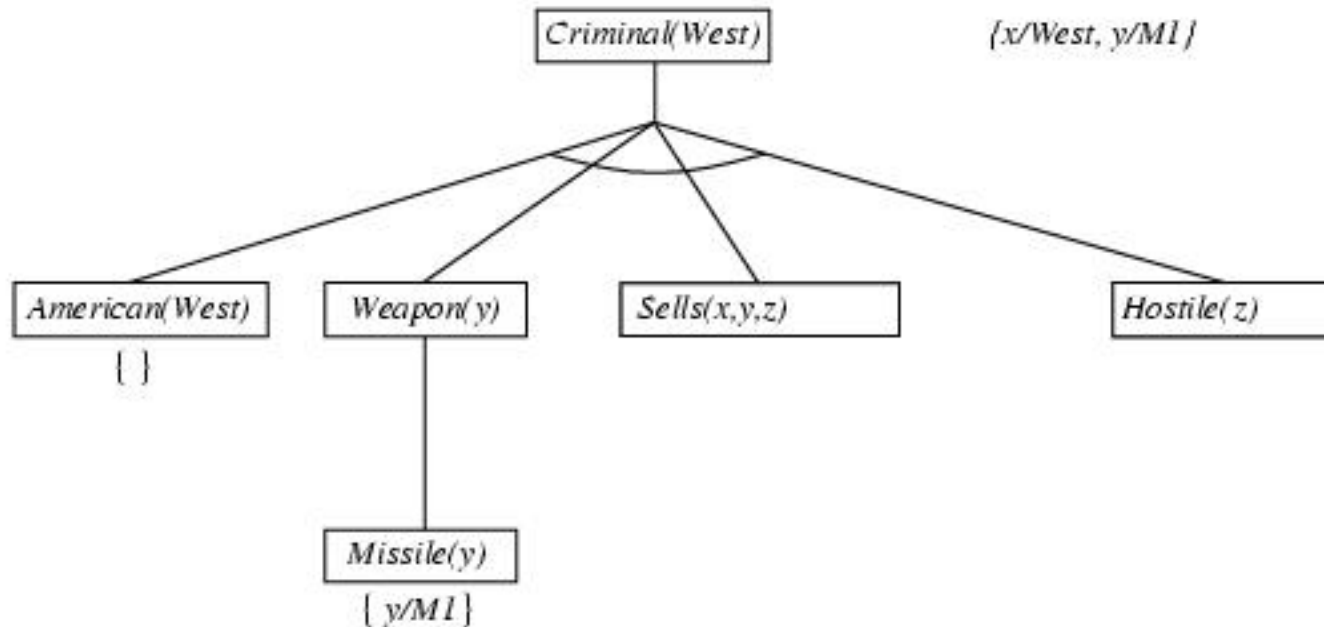 Criminal(West)
{x/West, y/M1}
American(West)
Weapon(y)
Sells(x,y,z)
Hostile(z)
{ }
Missile(y)
{ y/M1 }